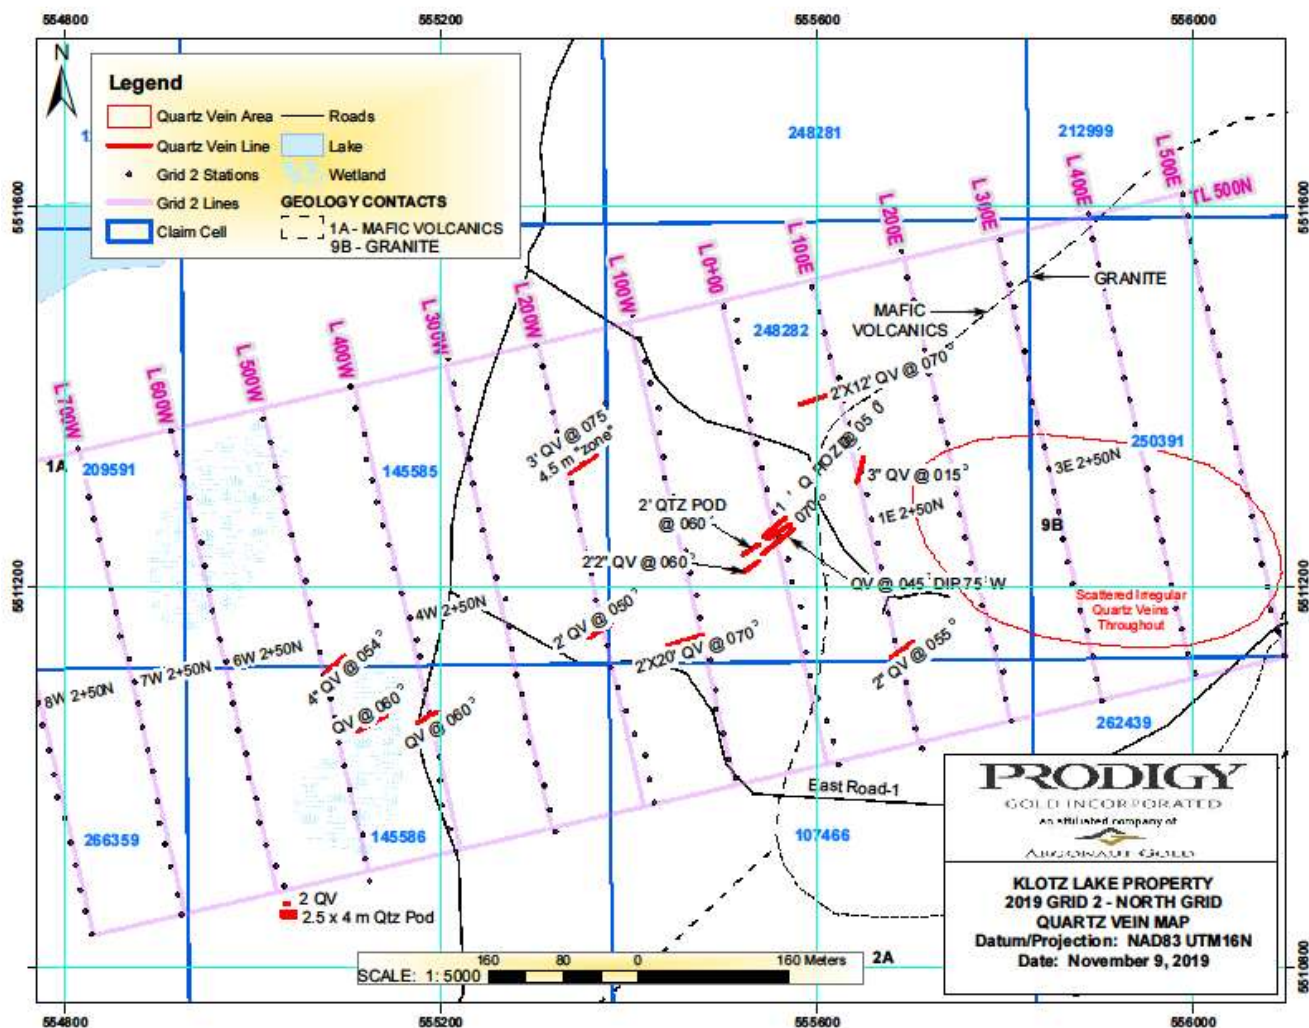 554800
555200
555600
556000
N
Legend
Quartz Vein Area
Roads
Quartz Vein Line
Lake
Grid 2 Stations
Wetland
Grid 2 Lines
GEOLOGY CONTACTS
Claim Cell
1A - MAFIC VOLCANICS
9B - GRANITE
248281
212999
5511600
5511600
L 700W
L 600W
L 500W
L 400W
L 300W
L 200W
L 100W
L 0+00
L 100E
L 200E
L 300E
L 400E
L 500E
TL 500N
GRANITE
MAFIC
VOLCANICS
248282
2'X12' QV @ 070°
1A
209591
145585
3' QV @ 075
4.5 m "zone"
250391
3E 2+50N
3" QV @ 015°
1E 2+50N
2' QTZ POD
@ 060°
070°
9B
2'2" QV @ 060°
QV @ 045° DIP 75° W
5511200
5511200
Scattered Irregular
Quartz Veins
Throughout
4W 2+50N
2' QV @ 050°
2'X20' QV @ 070°
2" QV @ 055°
6W 2+50N
7W 2+50N
8W 2+50N
4" QV @ 054°
QV @ 060°
QV @ 060°
262439
East Road-1
266359
145586
107466
2 QV
2.5 x 4 m Qtz Pod
PRODIGY
GOLD INCORPORATED
an affiliated company of
ARGONAUT GOLD
KLOTZ LAKE PROPERTY
2019 GRID 2 - NORTH GRID
QUARTZ VEIN MAP
Datum/Projection: NAD83 UTM16N
Date: November 9, 2019
2A
160 80 0 160 Meters
SCALE: 1: 5000
5510800
554800
555200
555600
556000